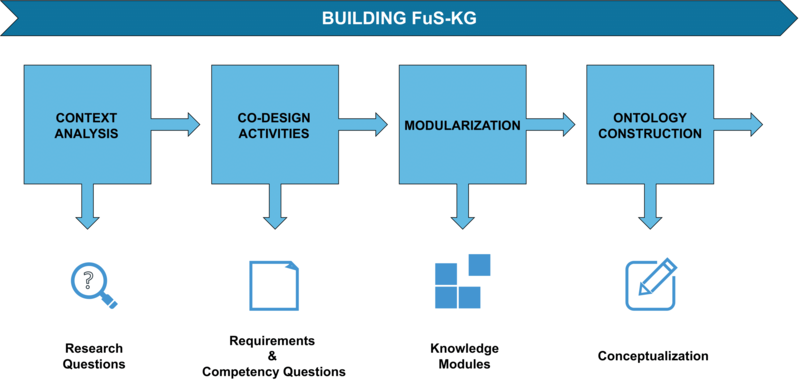 BUILDING FuS-KG
CONTEXT
ANALYSIS
CO-DESIGN
ACTIVITIES
MODULARIZATION
ONTOLOGY
CONSTRUCTION
?
Research
Questions
Requirements
&
Competency Questions
Knowledge
Modules
Conceptualization